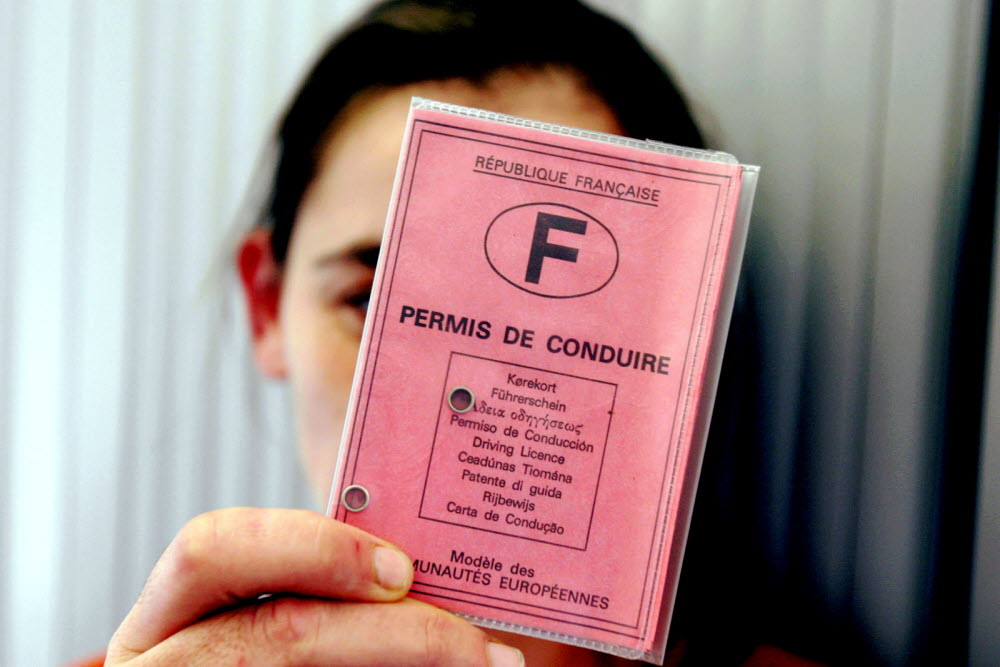 RÉPUBLIQUE FRANÇAISE
F
PERMIS DE CONDUIRE
Kørekort
Führerschein
οδηγήσεως
Permiso de Conducción
Driving Licence
Ceadúnas Tiomána
Patente di guida
Rijbewijs
Carta de Condução
Modèle des
MUNAUTÉS EUROPÉENNES